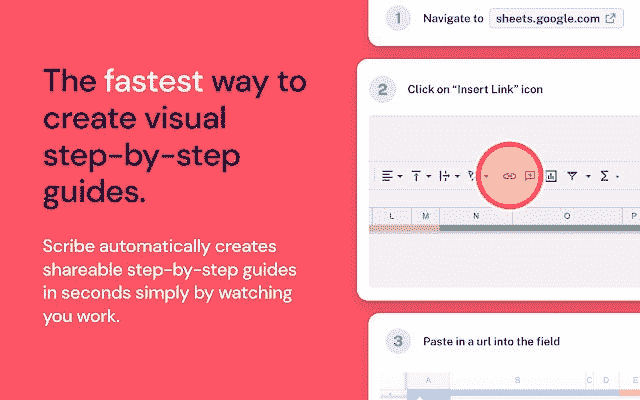 The fastest way to
create visual
step-by-step
guides.
Scribe automatically creates
shareable step-by-step guides
in seconds simply by watching
you work.
1 Navigate to sheets.google.com
2 Click on “Insert Link” icon
L M N O P
3 Paste in a url into the field
A B C D E